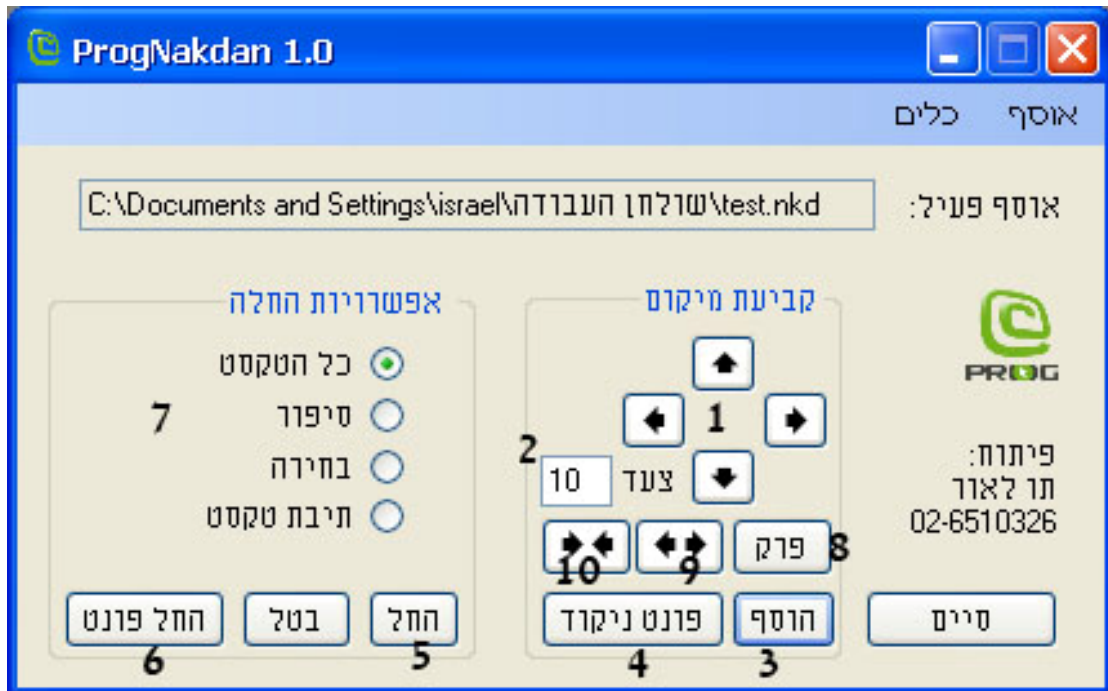 ProgNakdan 1.0
אוסף כלים
אוסף פעיל: C:\Documents and Settings\israel\שולחן העבודה\test.nkd
PROG
פיתוח:
תו לאור
02-6510326
סיים
קביעת מיקום
1
2
צעד 10
פרק 8
9
10
הוסף
פונט ניקוד
3
4
אפשרויות החלה
כל הטקסט
סיפור
7
בחירה
תיבת טקסט
החל בטל החל פונט
5
6